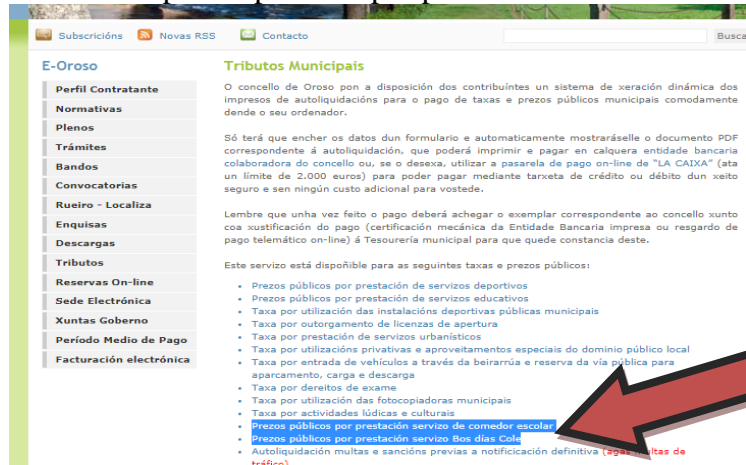 Subscricións Novas RSS Contacto Busca
E-Oroso
Perfil Contratante
Normativas
Plenos
Trámites
Bandos
Convocatorias
Rueiro - Localiza
Enquisas
Descargas
Tributos
Reservas On-line
Sede Electrónica
Xuntas Goberno
Período Medio de Pago
Facturación electrónica
Tributos Municipais
O concello de Oroso pon a disposición dos contribuíntes un sistema de xeración dinámica dos
impresos de autoliquidacións para o pago de taxas e prezos públicos municipais comodamente
dende o seu ordenador.
Só terá que encher os datos dun formulario e automaticamente mostraráselle o documento PDF
correspondente á autoliquidación, que poderá imprimir e pagar en calquera entidade bancaria
colaboradora do concello ou, se o desexa, utilizar a pasarela de pago on-line de "LA CAIXA" (ata
un límite de 2.000 euros) para poder pagar mediante tarxeta de crédito ou débito dun xeito
seguro e sen ningún custo adicional para vostede.
Lembre que unha vez feito o pago deberá achegar o exemplar correspondente ao concello xunto
coa xustificación do pago (certificación mecánica da Entidade Bancaria impresa ou resgardo de
pago telemático on-line) á Tesourería municipal para que quede constancia deste.
Este servizo está dispoñible para as seguintes taxas e prezos públicos:
• Prezos públicos por prestación de servizos deportivos
• Prezos públicos por prestación de servizos educativos
• Taxa por utilización das instalacións deportivas públicas municipais
• Taxa por outorgamento de licenzas de apertura
• Taxa por prestación de servizos urbanísticos
• Taxa por utilizacións privativas e aproveitamentos especiais do dominio público local
• Taxa por entrada de vehículos a través da beirarrúa e reserva da vía pública para
aparcamento, carga e descarga
• Taxa por dereitos de exame
• Taxa por utilización das fotocopiadoras municipais
• Taxa por actividades lúdicas e culturais
• Prezos públicos por prestación servizo de comedor escolar
• Prezos públicos por prestación servizo Bos días Cole
• Autoliquidación multas e sancións previas a notificicación definitiva de
tráfico)